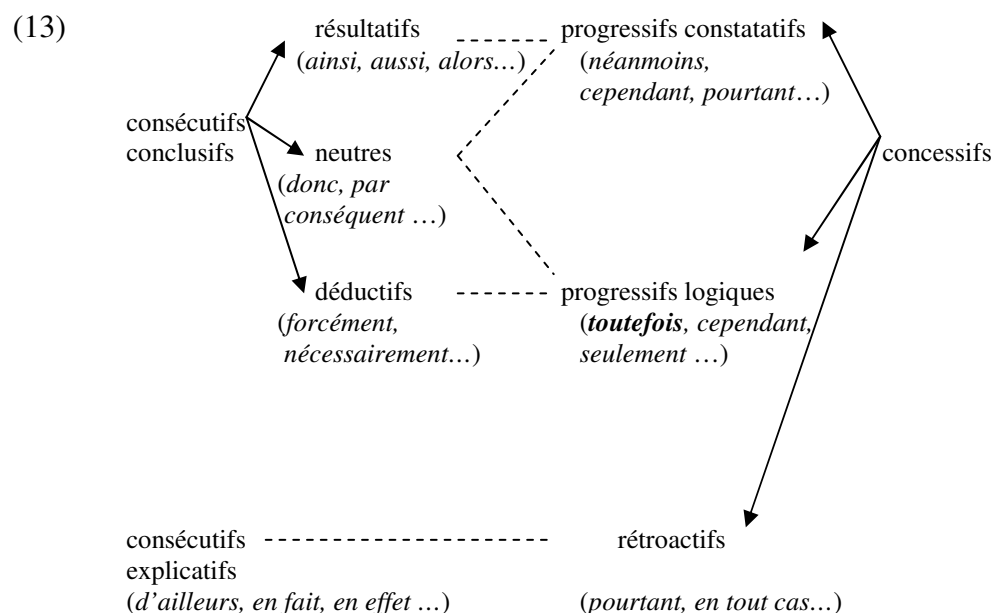 (13)
résultatifs
(ainsi, aussi, alors…)
progressifs constatatifs
(néanmoins,
cependant, pourtant…)
consécutifs
conclusifs
neutres
(donc, par
conséquent …)
concessifs
déductifs
(forcément,
nécessairement…)
progressifs logiques
(toutefois, cependant,
seulement …)
consécutifs
explicatifs
(d'ailleurs, en fait, en effet …)
rétroactifs
(pourtant, en tout cas…)